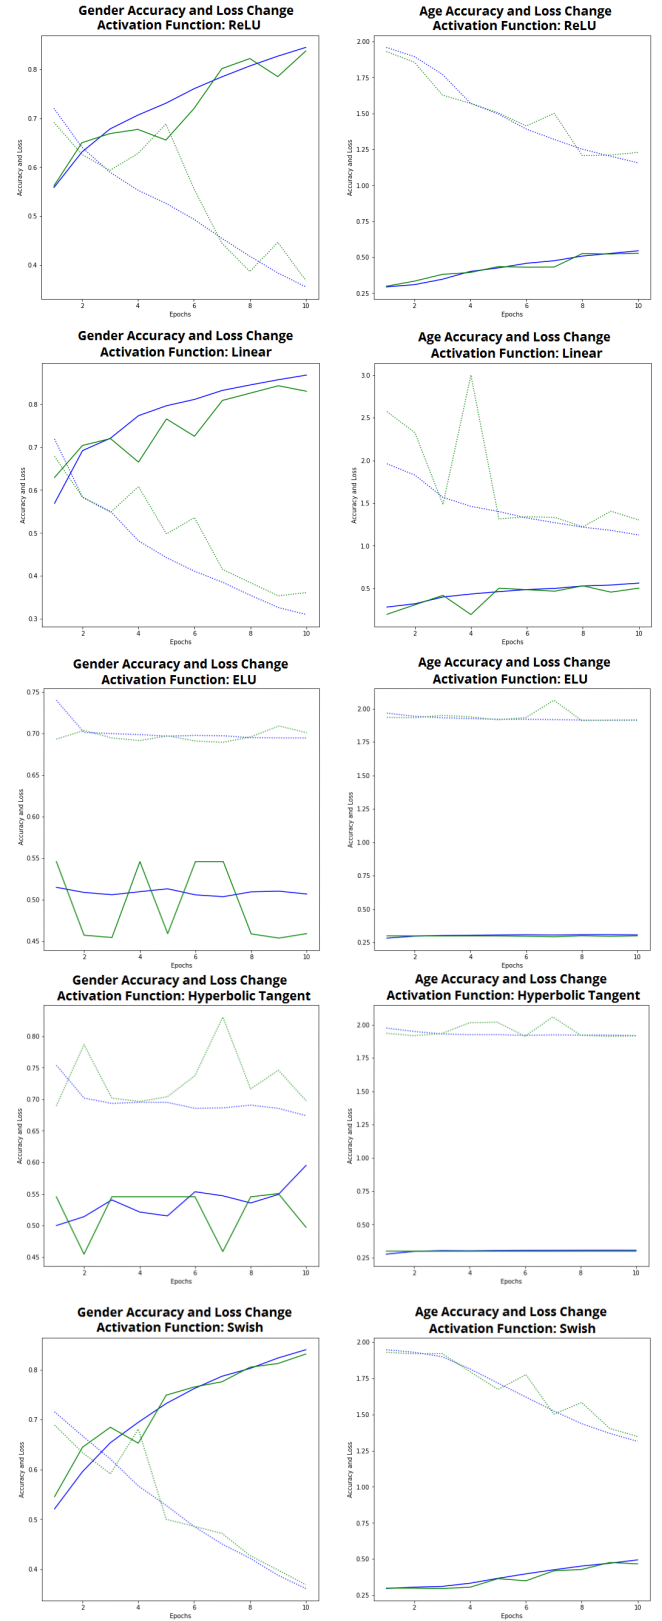 Gender Accuracy and Loss Change
Activation Function: ReLU
Accuracy and Loss
0.8
0.7
0.6
0.5
0.4
2
4
6
8
10
Epochs
Age Accuracy and Loss Change
Activation Function: ReLU
Accuracy and Loss
2.00
1.75
1.50
1.25
1.00
0.75
0.50
0.25
2
4
6
8
10
Epochs
Gender Accuracy and Loss Change
Activation Function: Linear
Accuracy and Loss
0.8
0.7
0.6
0.5
0.4
0.3
2
4
6
8
10
Epochs
Age Accuracy and Loss Change
Activation Function: Linear
Accuracy and Loss
3.0
2.5
2.0
1.5
1.0
0.5
2
4
6
8
10
Epochs
Gender Accuracy and Loss Change
Activation Function: ELU
Accuracy and Loss
0.75
0.70
0.65
0.60
0.55
0.50
0.45
2
4
6
8
10
Epochs
Age Accuracy and Loss Change
Activation Function: ELU
Accuracy and Loss
2.00
1.75
1.50
1.25
1.00
0.75
0.50
0.25
2
4
6
8
10
Epochs
Gender Accuracy and Loss Change
Activation Function: Hyperbolic Tangent
Accuracy and Loss
0.80
0.75
0.70
0.65
0.60
0.55
0.50
0.45
2
4
6
8
10
Epochs
Age Accuracy and Loss Change
Activation Function: Hyperbolic Tangent
Accuracy and Loss
2.00
1.75
1.50
1.25
1.00
0.75
0.50
0.25
2
4
6
8
10
Epochs
Gender Accuracy and Loss Change
Activation Function: Swish
Accuracy and Loss
0.8
0.7
0.6
0.5
0.4
2
4
6
8
10
Epochs
Age Accuracy and Loss Change
Activation Function: Swish
Accuracy and Loss
2.00
1.75
1.50
1.25
1.00
0.75
0.50
0.25
2
4
6
8
10
Epochs